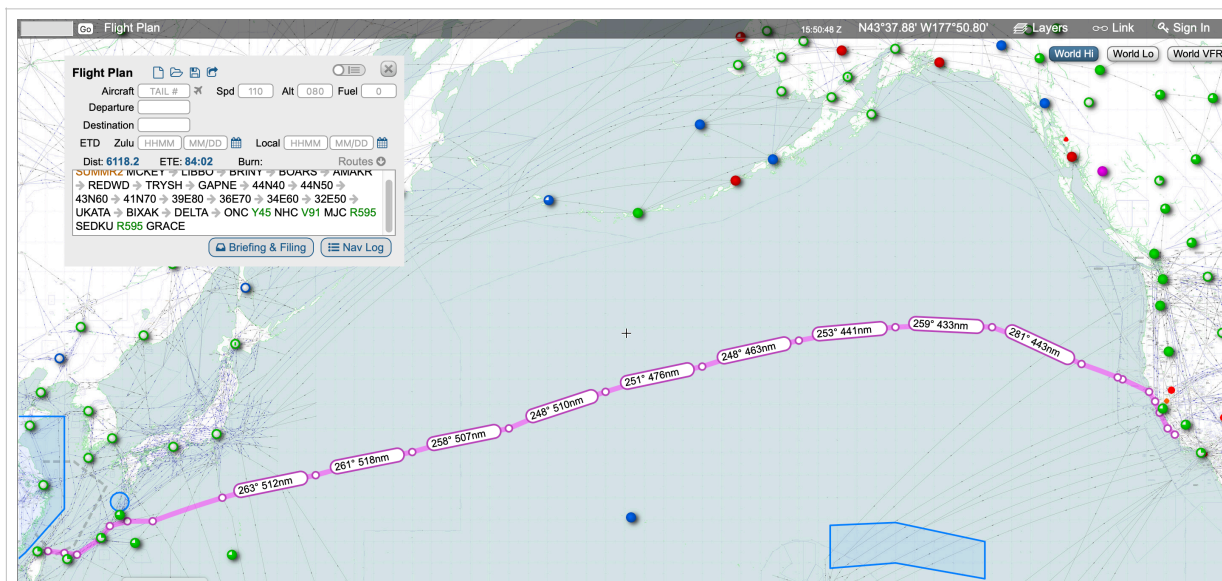 Go Flight Plan 15:50:48 Z N43°37.88' W177°50.80' Layers Link Sign In
World Hi World Lo World VFR
Flight Plan
Aircraft TAIL # Spd 110 Alt 080 Fuel 0
Departure
Destination
ETD Zulu HHMM MM/DD Local HHMM MM/DD
Dist: 6118.2 ETE: 84:02 Burn: Routes
SUMMR2 MCKEY → LIBBO → BRINY → BOARS → AMAKR
→ REDWD → TRYSH → GAPNE → 44N40 → 44N50 →
43N60 → 41N70 → 39E80 → 36E70 → 34E60 → 32E50 →
UKATA → BIXAK → DELTA → ONC Y45 NHC V91 MJC R595
SEDKU R595 GRACE
Briefing & Filing Nav Log
281° 443nm
259° 433nm
253° 441nm
248° 463nm
251° 476nm
248° 510nm
258° 507nm
261° 518nm
263° 512nm